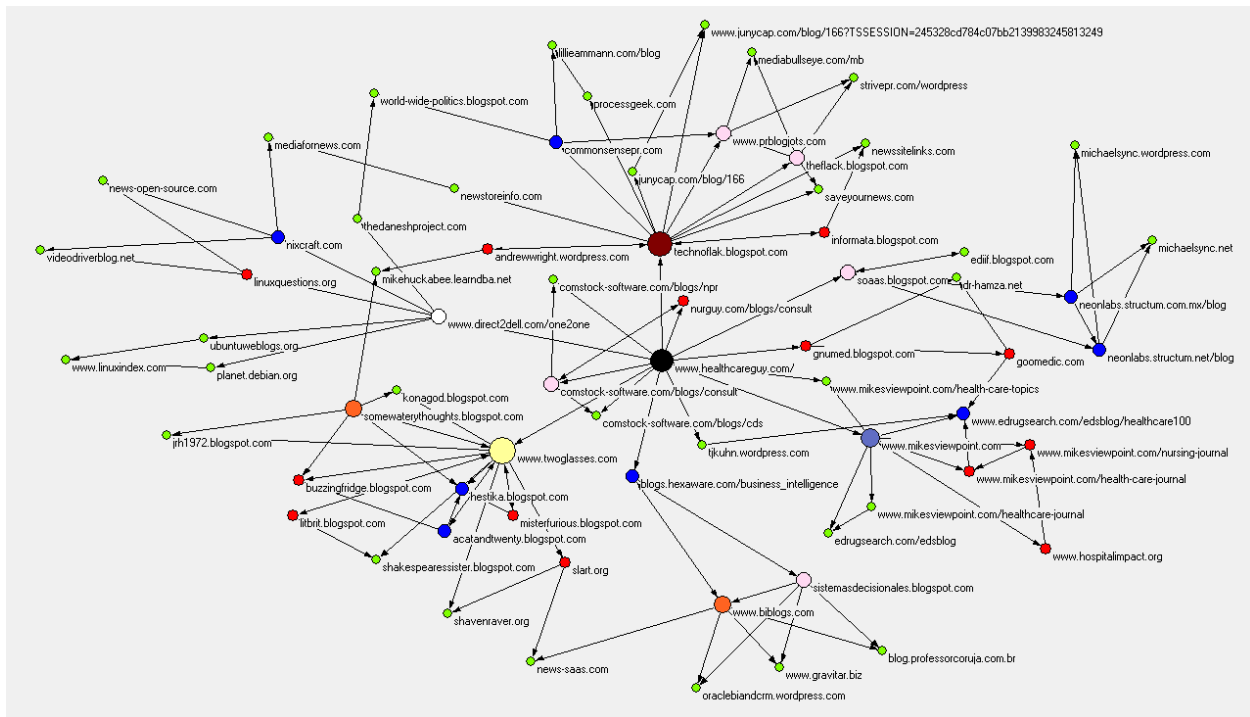 www.junycap.com/blog/166?TSSESSION=245328cd784c07bb2139983245813249
lillieammann.com/blog
mediabullseye.com/mb
strivepr.com/wordpress
world-wide-politics.blogspot.com
processgeek.com
www.prblogjots.com
mediafornews.com
commonsensepr.com
newssitelinks.com
michaelsync.wordpress.com
theflack.blogspot.com
junycap.com/blog/166
news-open-source.com
newstoreinfo.com
saveyournews.com
thedaneshproject.com
informata.blogspot.com
nixcraft.com
michaelsync.net
technoflak.blogspot.com
andrewwright.wordpress.com
videodriverblog.net
ediif.blogspot.com
mikehuckabee.learndba.net
linuxquestions.org
soaas.blogspot.com
dr-hamza.net
comstock-software.com/blogs/npr
neonlabs.structum.com.mx/blog
nurguy.com/blogs/consult
www.direct2dell.com/one2one
ubuntuweblogs.org
gnumed.blogspot.com
neonlabs.structum.net/blog
goomedic.com
www.linuxindex.com
planet.debian.org
www.healthcareguy.com/
www.mikesviewpoint.com/health-care-topics
comstock-software.com/blogs/consult
konagod.blogspot.com
somewaterythoughts.blogspot.com
comstock-software.com/blogs/cds
www.edrugsearch.com/edsblog/healthcare100
jrh1972.blogspot.com
www.mikesviewpoint.com
www.mikesviewpoint.com/nursing-journal
tjkuhn.wordpress.com
www.twoglasses.com
www.mikesviewpoint.com/health-care-journal
buzzingfridge.blogspot.com
blogs.hexaware.com/business_intelligence
hestika.blogspot.com
www.mikesviewpoint.com/healthcare-journal
litbrit.blogspot.com
misterfurious.blogspot.com
acatandtwenty.blogspot.com
edrugsearch.com/edsblog
www.hospitalimpact.org
shakespearessister.blogspot.com
slart.org
sistemasdecisionales.blogspot.com
www.biblogs.com
shavenraver.org
blog.professorcoruja.com.br
news-saas.com
www.gravitar.biz
oraclebiandcrm.wordpress.com